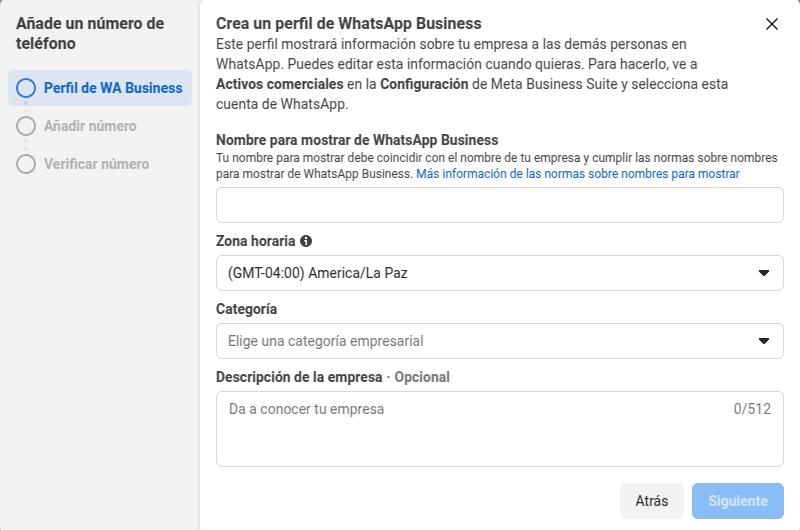 Añade un número de
teléfono
Perfil de WA Business
Añadir número
Verificar número
Crea un perfil de WhatsApp Business
Este perfil mostrará información sobre tu empresa a las demás personas en
WhatsApp. Puedes editar esta información cuando quieras. Para hacerlo, ve a
Activos comerciales en la Configuración de Meta Business Suite y selecciona esta
cuenta de WhatsApp.
Nombre para mostrar de WhatsApp Business
Tu nombre para mostrar debe coincidir con el nombre de tu empresa y cumplir las normas sobre nombres
para mostrar de WhatsApp Business. Más información de las normas sobre nombres para mostrar
Zona horaria
(GMT-04:00) America/La Paz
Categoría
Elige una categoría empresarial
Descripción de la empresa · Opcional
Da a conocer tu empresa 0/512
Atrás Siguiente